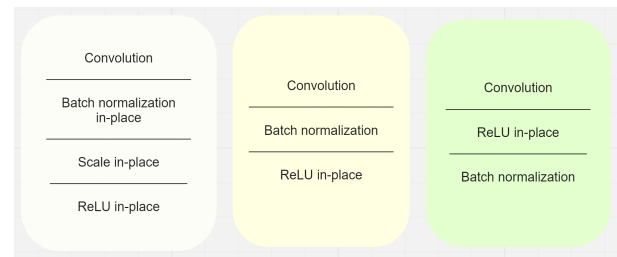 Convolution
Batch normalization
in-place
Scale in-place
ReLU in-place
Convolution
Batch normalization
ReLU in-place
Convolution
ReLU in-place
Batch normalization